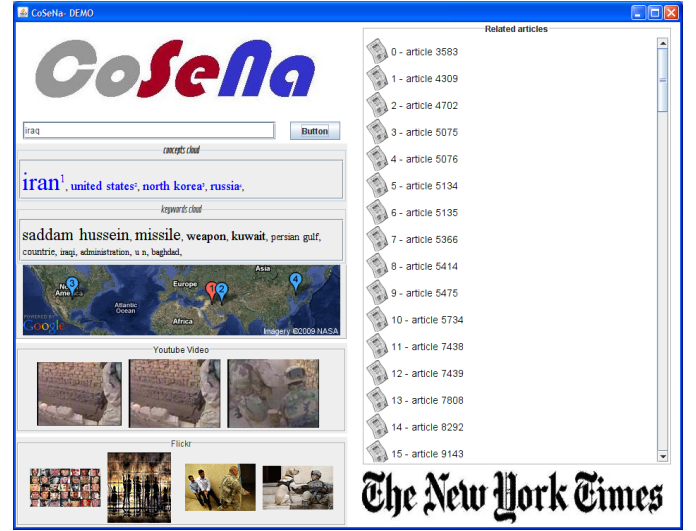 CoSeNa- DEMO
CoSeNa
iraq
Button
concepts cloud
iran1, united states2, north korea3, russia4,
keywords cloud
saddam hussein, missile, weapon, kuwait, persian gulf,
countrie, iraqi, administration, u n, baghdad,
Asia
North
America
3
Europe
1
2
4
Atlantic
Ocean
Africa
POWERED BY
Google
Imagery ©2009 NASA
Youtube Video
Flickr
Related articles
0 - article 3583
1 - article 4309
2 - article 4702
3 - article 5075
4 - article 5076
5 - article 5134
6 - article 5135
7 - article 5366
8 - article 5414
9 - article 5475
10 - article 5734
11 - article 7438
12 - article 7439
13 - article 7808
14 - article 8292
15 - article 9143
The New York Times